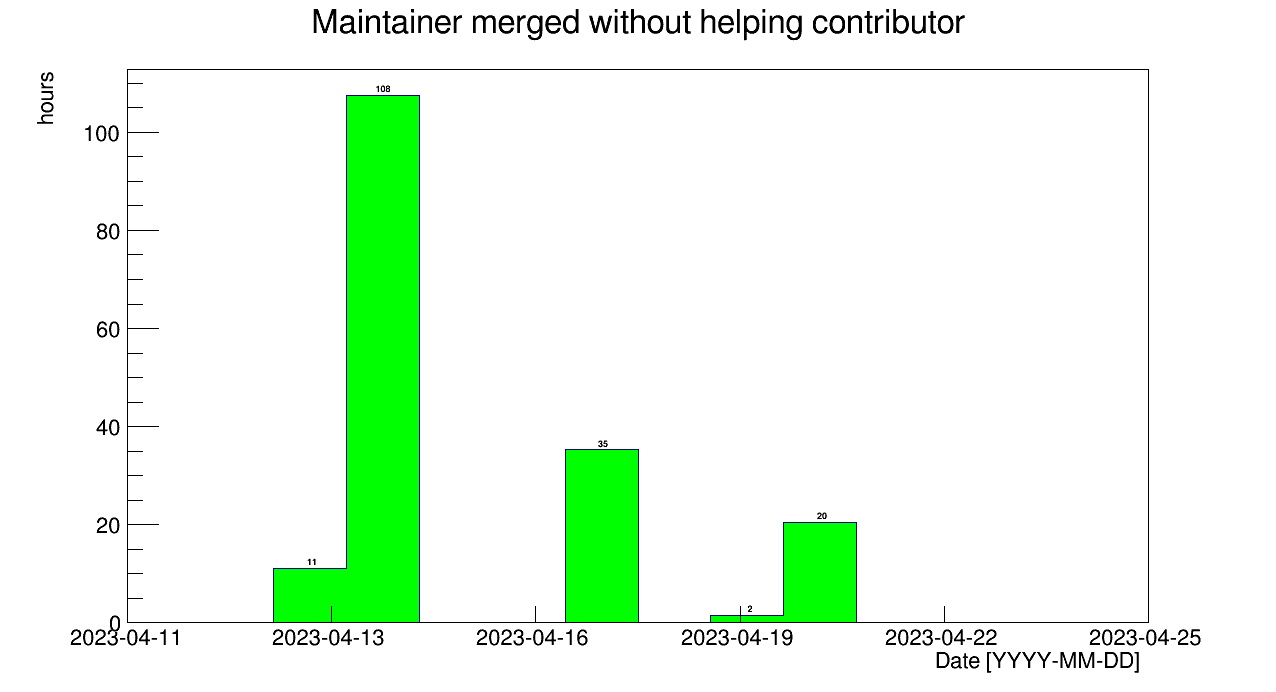 Maintainer merged without helping contributor
hours
108
100
80
60
40
35
20
20
11
2
0
2023-04-11 2023-04-13 2023-04-16 2023-04-19 2023-04-22 2023-04-25
Date [YYYY-MM-DD]